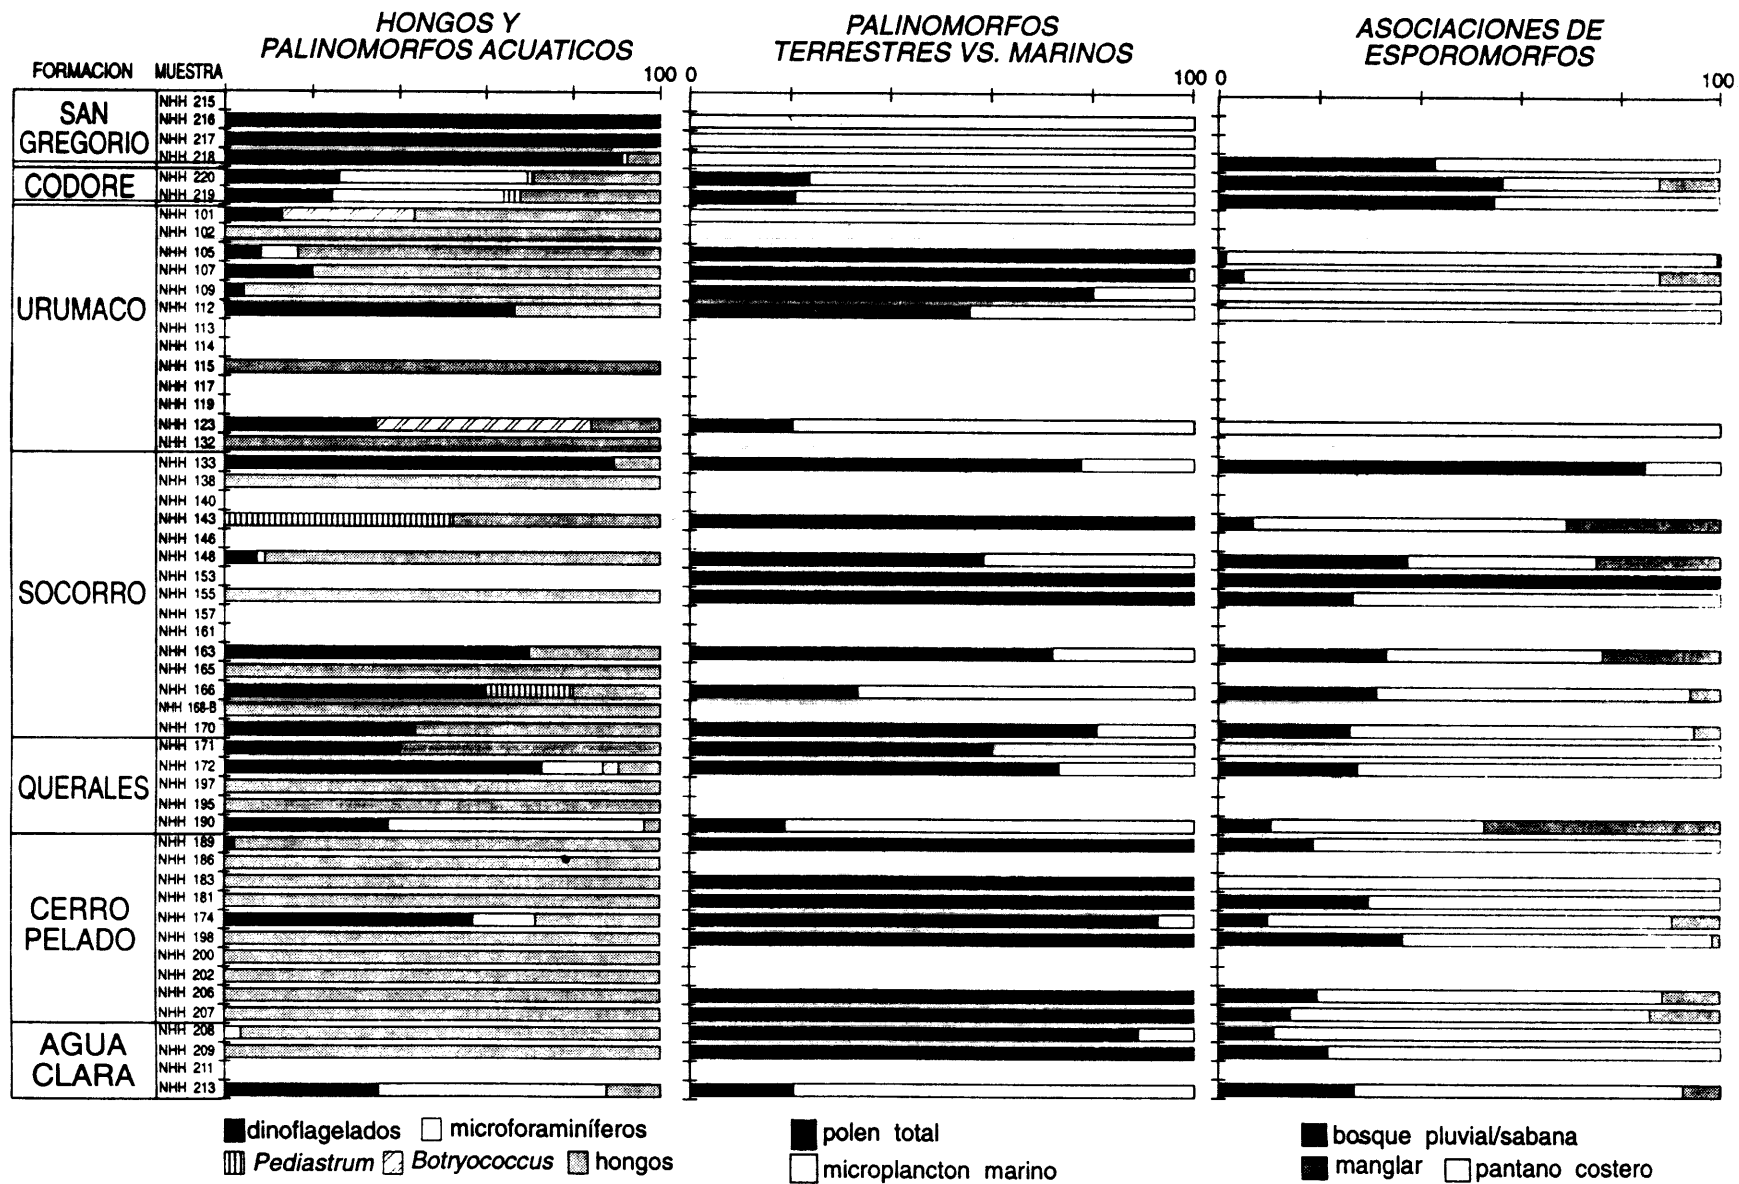 HONGOS Y
PALINOMORFOS ACUATICOS
PALINOMORFOS
TERRESTRES VS. MARINOS
ASOCIACIONES DE
ESPOROMORFOS
FORMACION MUESTRA
100 0 100 0 100
SAN
GREGORIO
NHH 215
NHH 216
NHH 217
NHH 218
CODORE
NHH 220
NHH 219
URUMACO
NHH 101
NHH 102
NHH 105
NHH 107
NHH 109
NHH 112
NHH 113
NHH 114
NHH 115
NHH 117
NHH 119
NHH 123
NHH 132
SOCORRO
NHH 133
NHH 138
NHH 140
NHH 143
NHH 146
NHH 148
NHH 153
NHH 155
NHH 157
NHH 161
NHH 163
NHH 165
NHH 166
NHH 168-B
NHH 170
QUERALES
NHH 171
NHH 172
NHH 197
NHH 195
NHH 190
CERRO
PELADO
NHH 189
NHH 186
NHH 183
NHH 181
NHH 174
NHH 198
NHH 200
NHH 202
NHH 206
NHH 207
AGUA
CLARA
NHH 208
NHH 209
NHH 211
NHH 213
dinoflagelados microforaminíferos
Pediastrum Botryococcus hongos
polen total
microplancton marino
bosque pluvial/sabana
manglar pantano costero